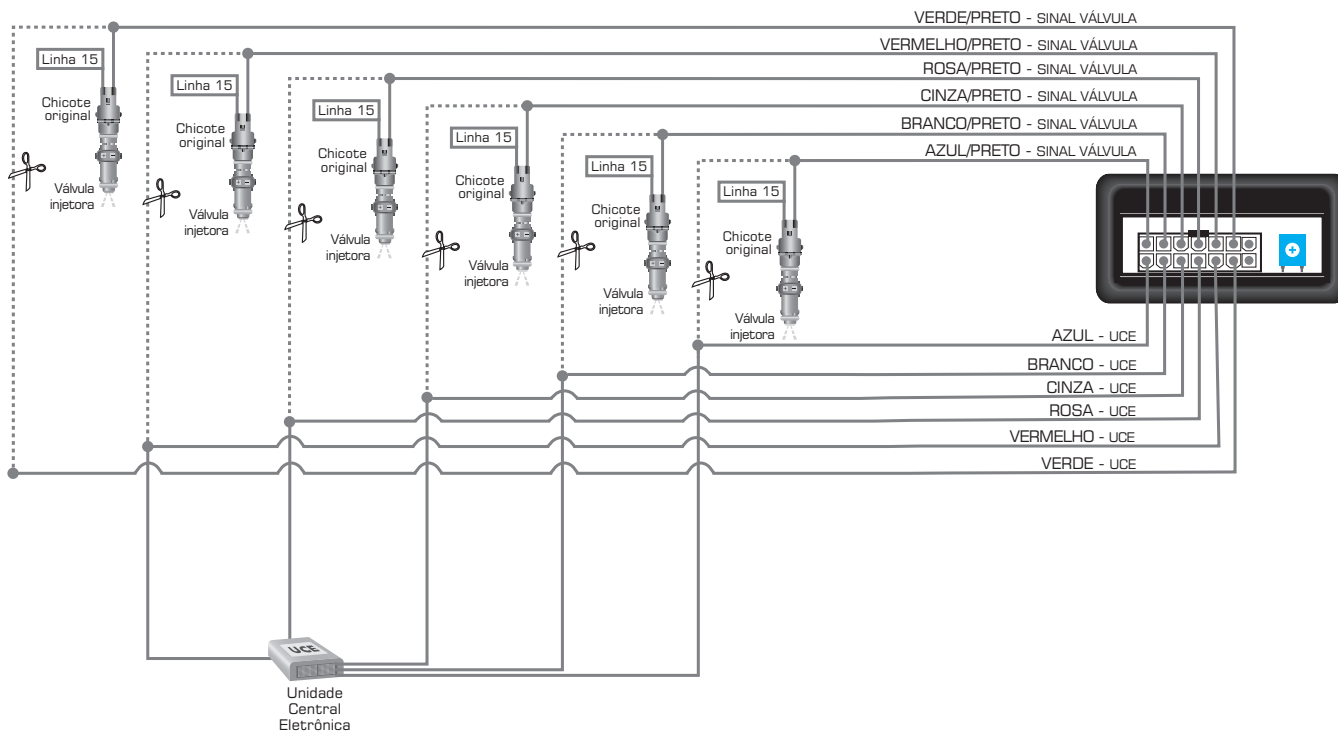 VERDE/PRETO - SINAL VÁLVULA
VERMELHO/PRETO - SINAL VÁLVULA
ROSA/PRETO - SINAL VÁLVULA
CINZA/PRETO - SINAL VÁLVULA
BRANCO/PRETO - SINAL VÁLVULA
AZUL/PRETO - SINAL VÁLVULA
Linha 15
Chicote
original
Válvula
injetora
Linha 15
Chicote
original
Válvula
injetora
Linha 15
Chicote
original
Válvula
injetora
Linha 15
Chicote
original
Válvula
injetora
Linha 15
Chicote
original
Válvula
injetora
Linha 15
Chicote
original
Válvula
injetora
AZUL - UCE
BRANCO - UCE
CINZA - UCE
ROSA - UCE
VERMELHO - UCE
VERDE - UCE
UCE
Unidade
Central
Eletrônica